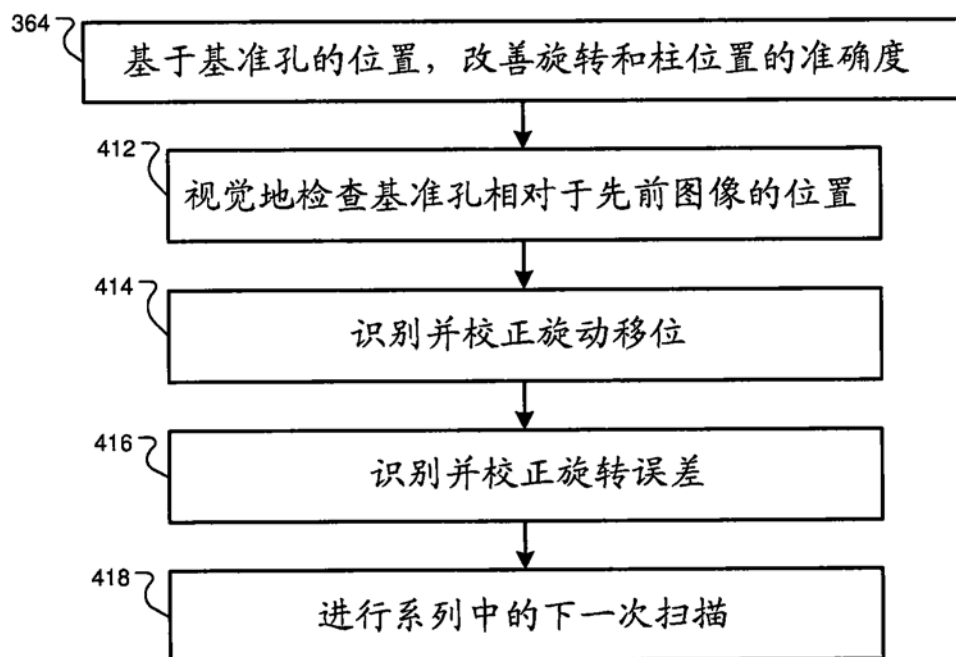 364
基于基准孔的位置，改善旋转和柱位置的准确度
412
视觉地检查基准孔相对于先前图像的位置
414
识别并校正旋动移位
416
识别并校正旋转误差
418
进行系列中的下一次扫描